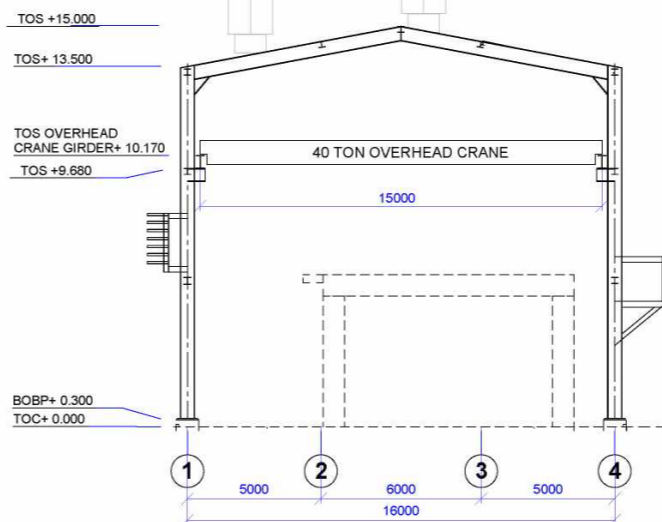 TOS +15.000
TOS+ 13.500
TOS OVERHEAD
CRANE GIRDER+ 10.170
40 TON OVERHEAD CRANE
TOS +9.680
15000
BOBP+ 0.300
TOC+ 0.000
1 2 3 4
5000 6000 5000
16000